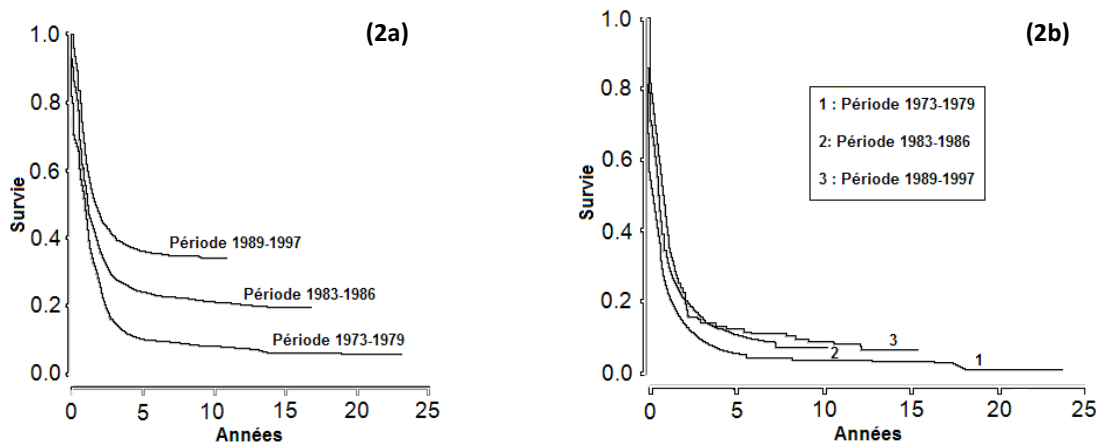 (2a)
1.0
0.8
0.6
0.4
0.2
0.0
Survie
Période 1989-1997
Période 1983-1986
Période 1973-1979
0 5 10 15 20 25
Années
(2b)
1.0
0.8
0.6
0.4
0.2
0.0
Survie
1 : Période 1973-1979
2: Période 1983-1986
3 : Période 1989-1997
3
2
1
0 5 10 15 20 25
Années